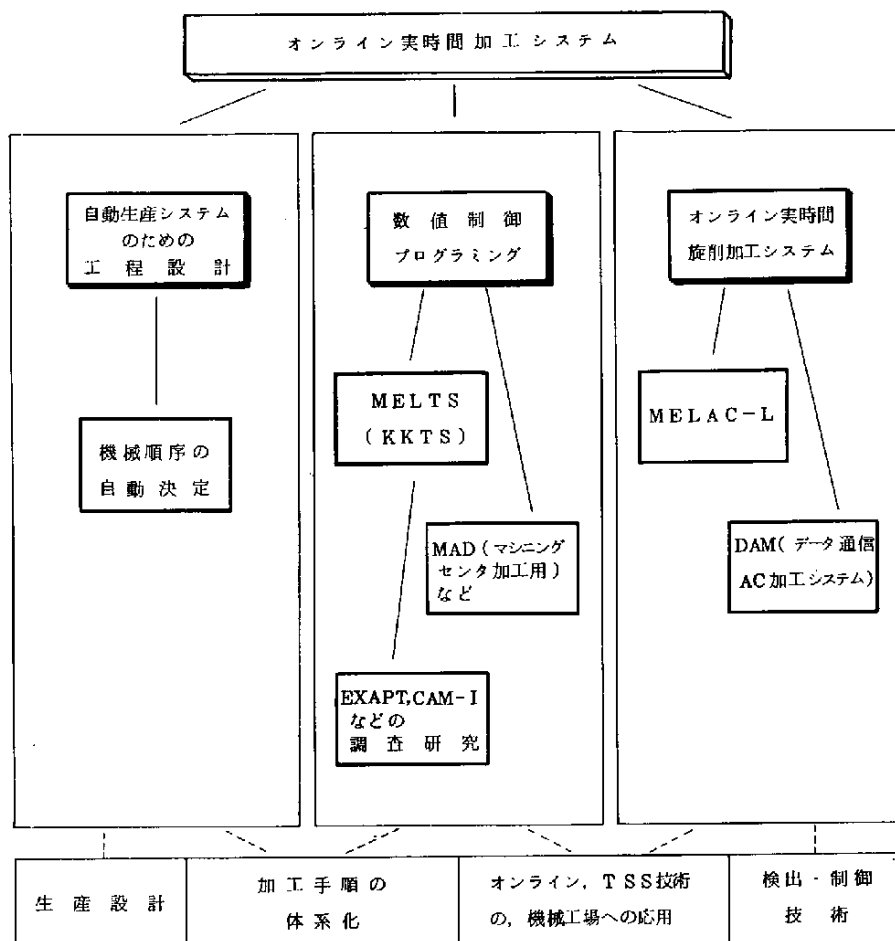 オンライン実時間加工システム
自動生産システム
のための
工程設計
機械順序の
自動決定
数値制御
プログラミング
MELTS
(KKTS)
MAD(マシニング
センタ加工用)
など
EXAPT,CAM-I
などの
調査研究
オンライン実時間
旋削加工システム
MELAC-L
DAM(データ通信
AC加工システム)
生産設計
加工手順の
体系化
オンライン,TSS技術
の,機械工場への応用
検出・制御
技術